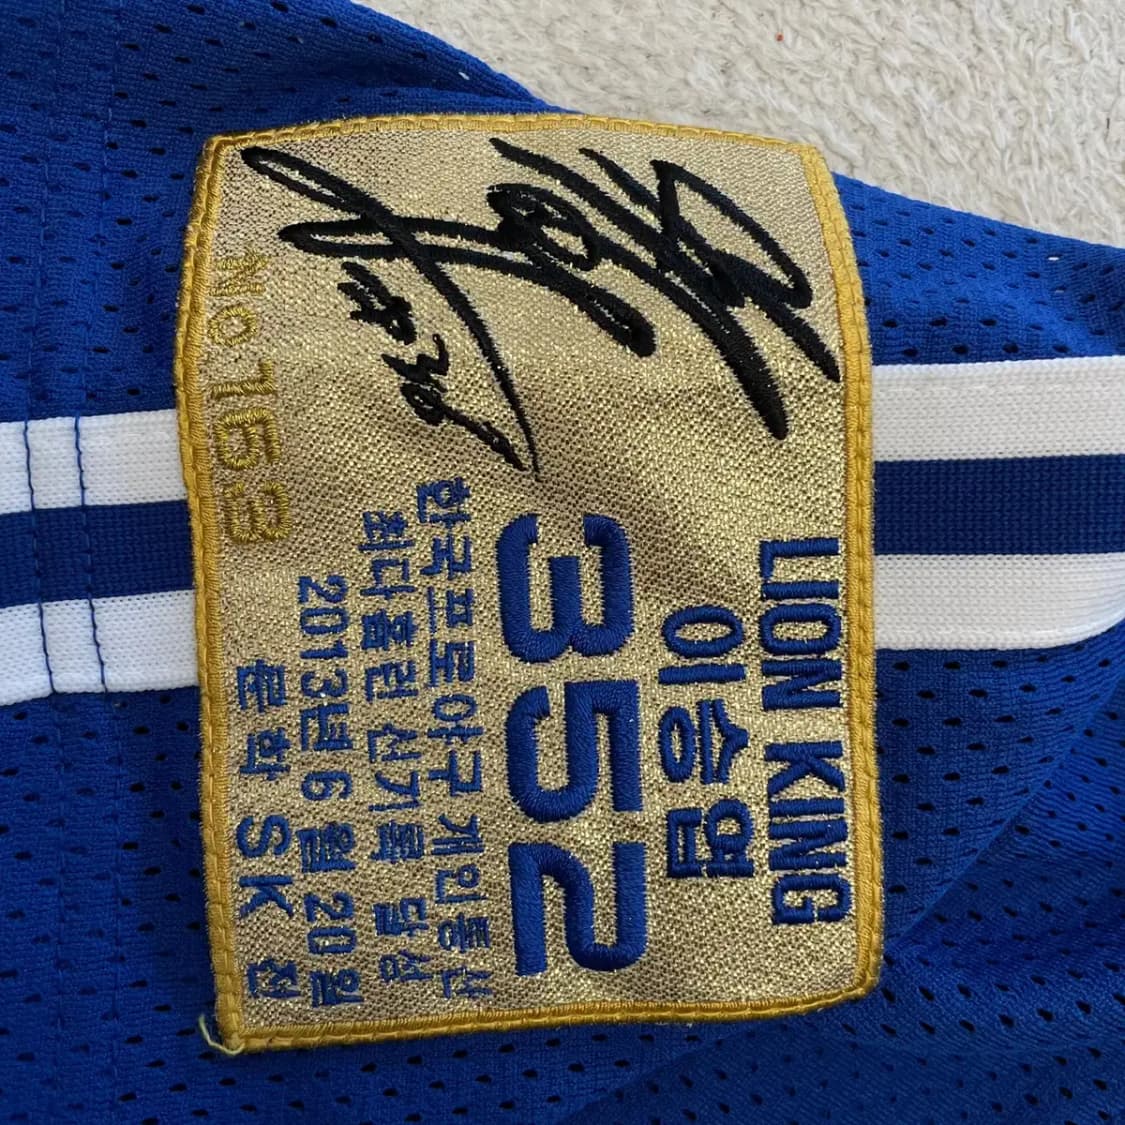 LION KING
이승엽
352
한국프로야구 개인통산
최다홈런 신기록 달성
2013년 6월 20일
문학 SK전
#36
No 163